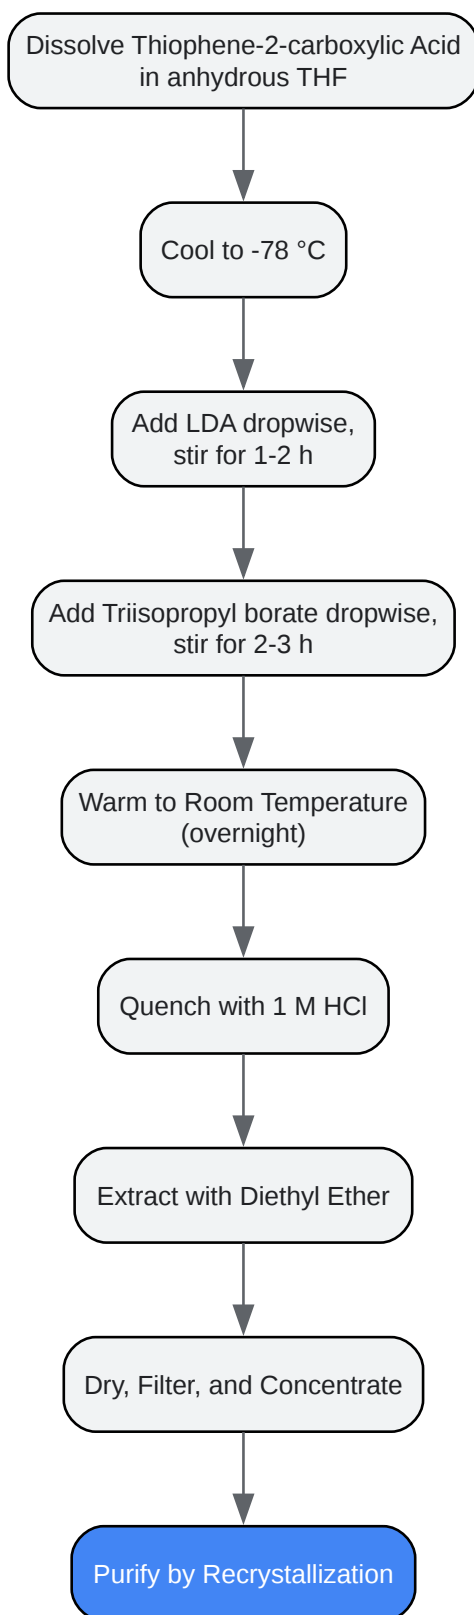 Dissolve Thiophene-2-carboxylic Acid
in anhydrous THF
Cool to -78 °C
Add LDA dropwise,
stir for 1-2 h
Add Triisopropyl borate dropwise,
stir for 2-3 h
Warm to Room Temperature
(overnight)
Quench with 1 M HCl
Extract with Diethyl Ether
Dry, Filter, and Concentrate
Purify by Recrystallization